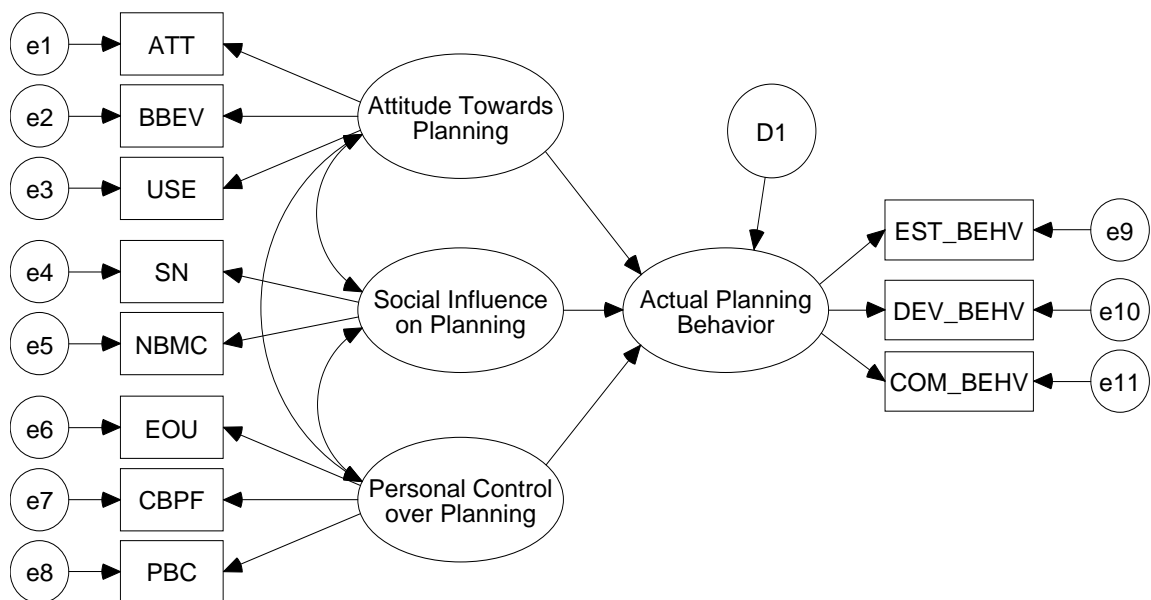 e1
ATT
e2
BBEV
e3
USE
e4
SN
e5
NBMC
e6
EOU
e7
CBPF
e8
PBC
Attitude Towards
Planning
Social Influence
on Planning
Personal Control
over Planning
D1
Actual Planning
Behavior
EST_BEHV
e9
DEV_BEHV
e10
COM_BEHV
e11